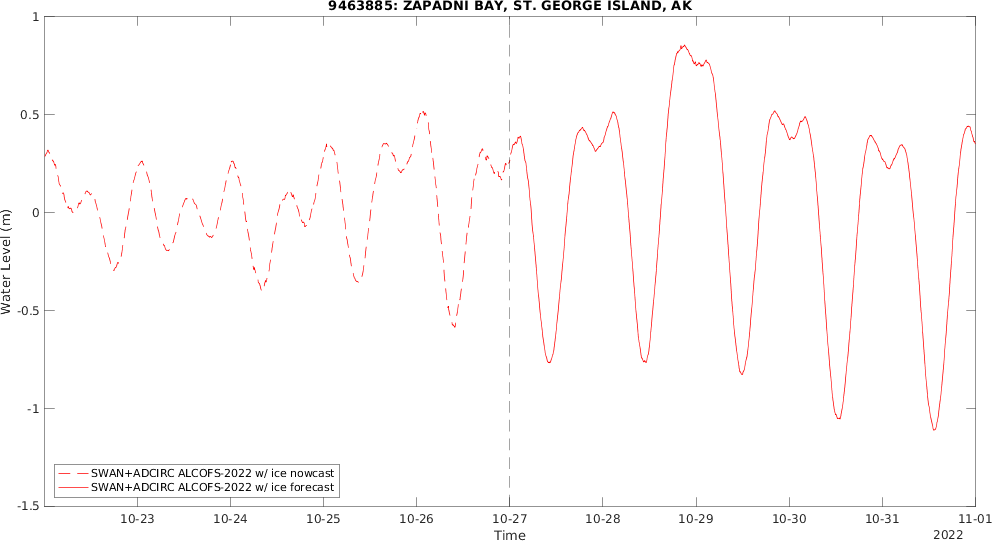 9463885: ZAPADNI BAY, ST. GEORGE ISLAND, AK
1
0.5
0
-0.5
-1
-1.5
Water Level (m)
SWAN+ADCIRC ALCOFS-2022 w/ ice nowcast
SWAN+ADCIRC ALCOFS-2022 w/ ice forecast
10-23 10-24 10-25 10-26 10-27 10-28 10-29 10-30 10-31 11-01
Time
2022